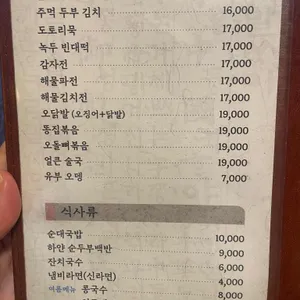 주먹 두부 김치 16,000
도토리묵 17,000
녹두 빈대떡 17,000
감자전 17,000
해물파전 17,000
해물김치전 17,000
오닭발 (오징어+닭발) 19,000
똥집볶음 19,000
오돌뼈볶음 19,000
얼큰 술국 19,000
유부 오뎅 7,000
식사류
순대국밥 10,000
하얀 순두부백반 9,000
잔치국수 6,000
냄비라면(신라면) 4,000
여름메뉴 콩국수 8,000